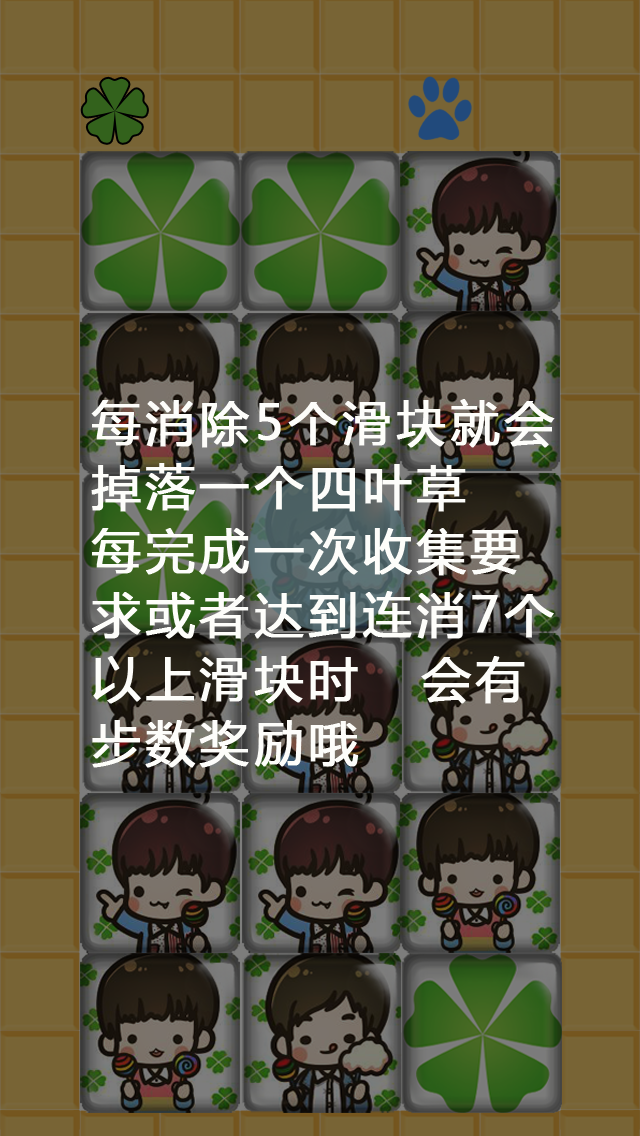 每消除5个滑块就会
掉落一个四叶草
每完成一次收集要
求或者达到连消7个
以上滑块时　会有
步数奖励哦